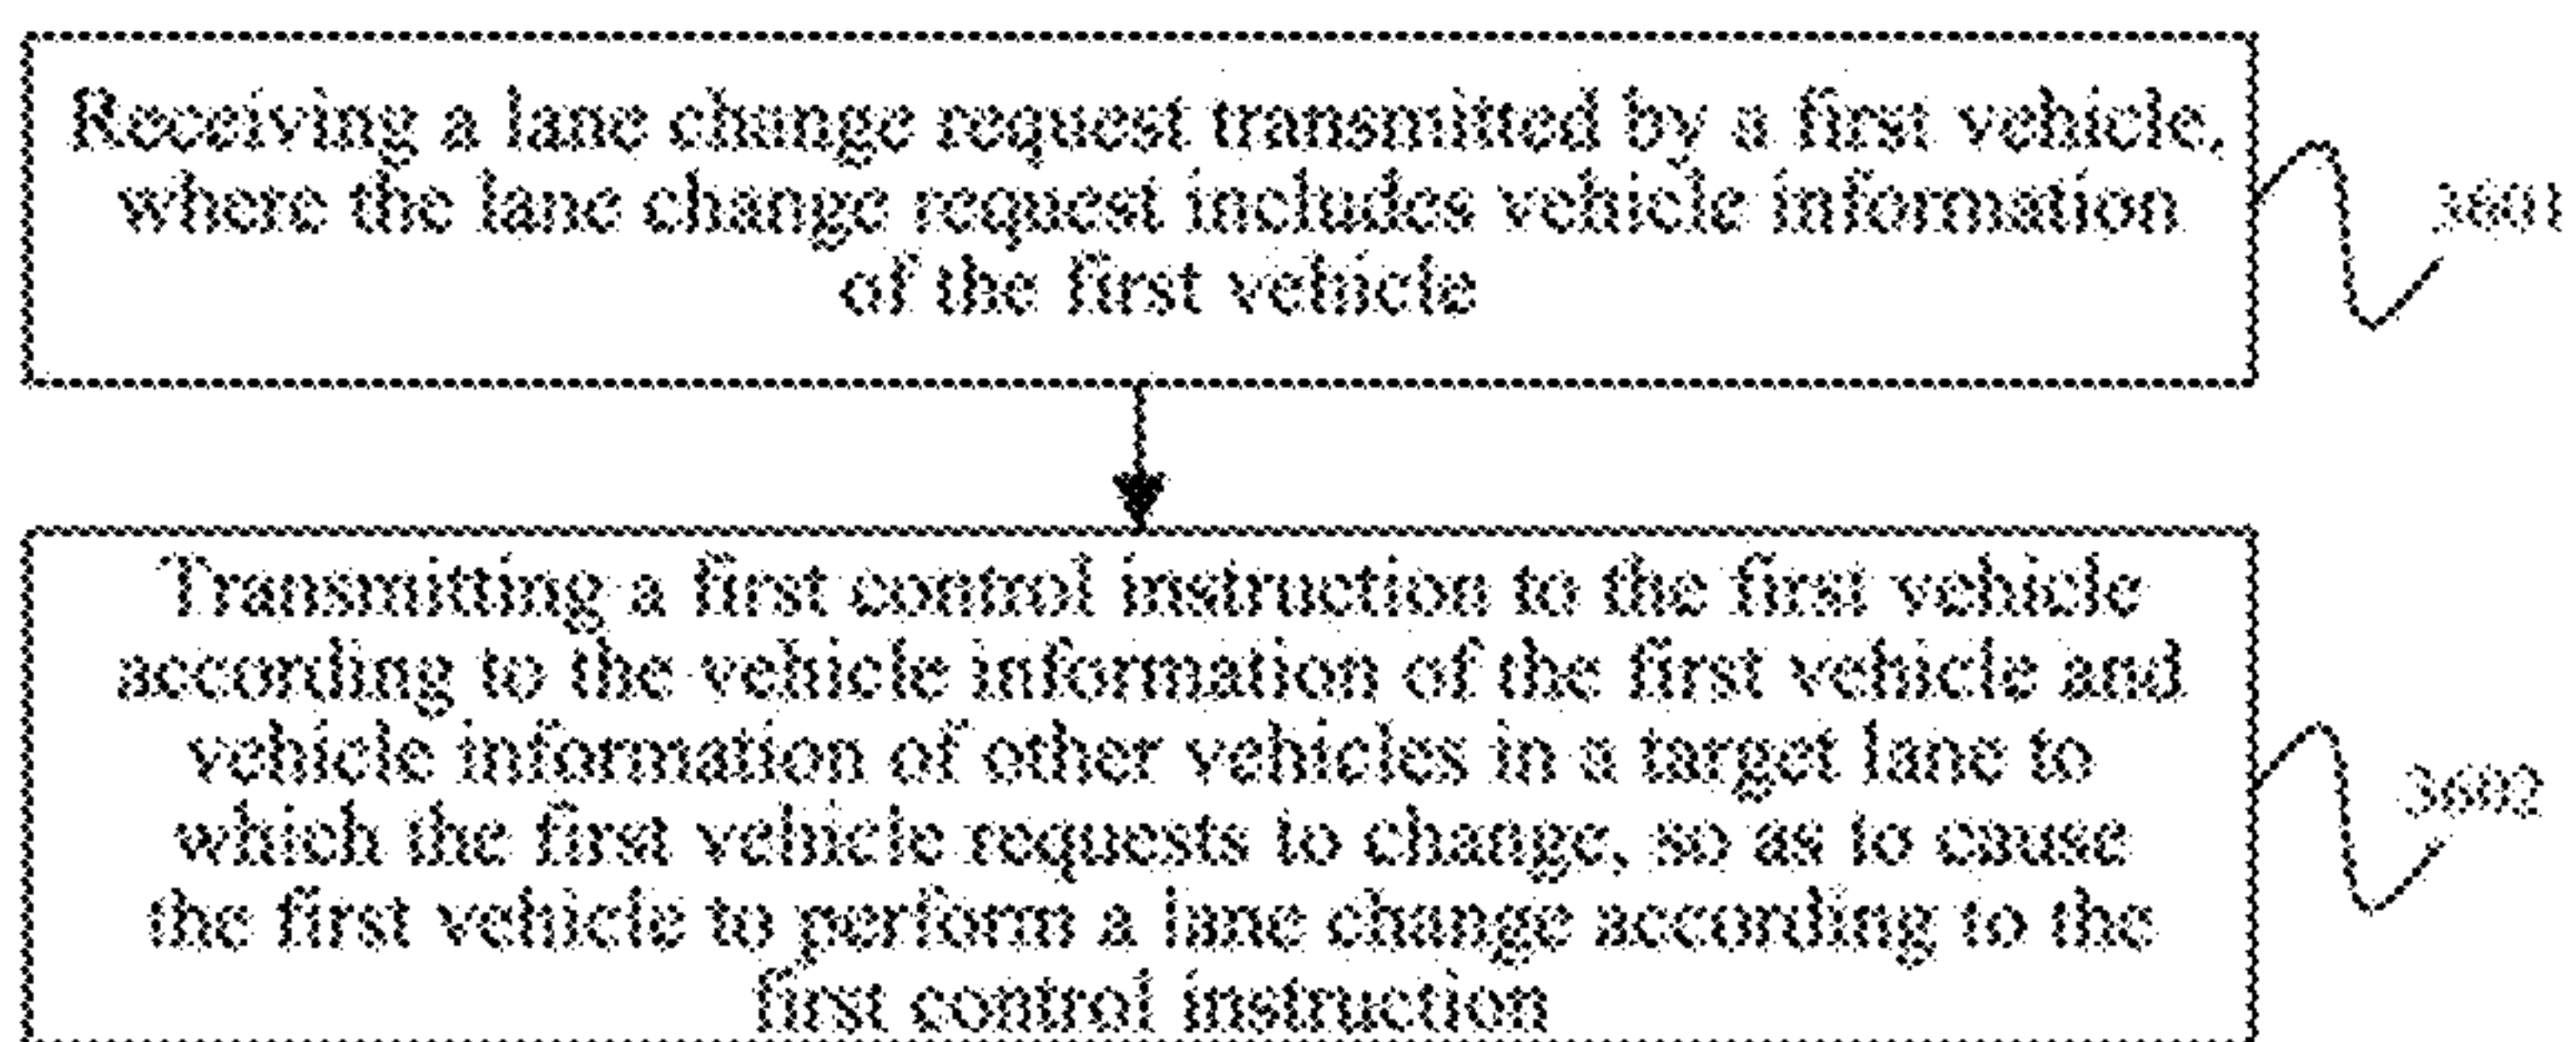 Receiving a lane change request transmitted by a first vehicle,
where the lane change request includes vehicle information
of the first vehicle
3601
Transmitting a first control instruction to the first vehicle
according to the vehicle information of the first vehicle and
vehicle information of other vehicles in a target lane to
which the first vehicle requests to change, so as to cause
the first vehicle to perform a lane change according to the
first control instruction
3602